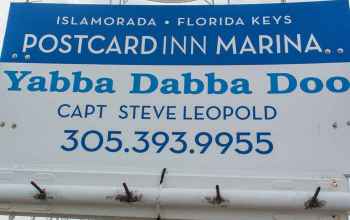 ISLAMORADA • FLORIDA KEYS
POSTCARD INN MARINA
Yabba Dabba Doo
CAPT STEVE LEOPOLD
305.393.9955